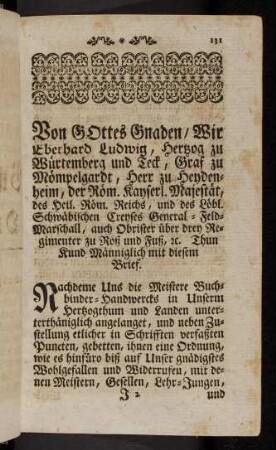 131
Von GOttes Gnaden/ Wir
Eberhard Ludwig, Hertzog zu
Würtemberg und Teck, Graf zu
Mömpelgardt, Herr zu Heyden-
heim, der Röm. Kayserl. Majestät,
des Heil. Röm. Reichs, und des Löbl.
Schwäbischen Creyses General-Feld-
Marschall, auch Obrister über drey Re-
gimenter zu Roß und Fuß, ꝛc. Thun
Kund Männiglich mit diesem
Brief.
Nachdeme Uns die Meistere Buch-
binder-Handwercks in Unserm
Hertzogthum und Landen unter-
terthäniglich angelanget, und neben Zu-
stellung etlicher in Schrifften verfaßten
Puncten, gebetten, ihnen eine Ordnung,
wie es hinfüro biß auf Unser gnädigstes
Wohlgefallen und Widerruffen, mit de-
nen Meistern, Gesellen, Lehr-Jungen,
J 2 und